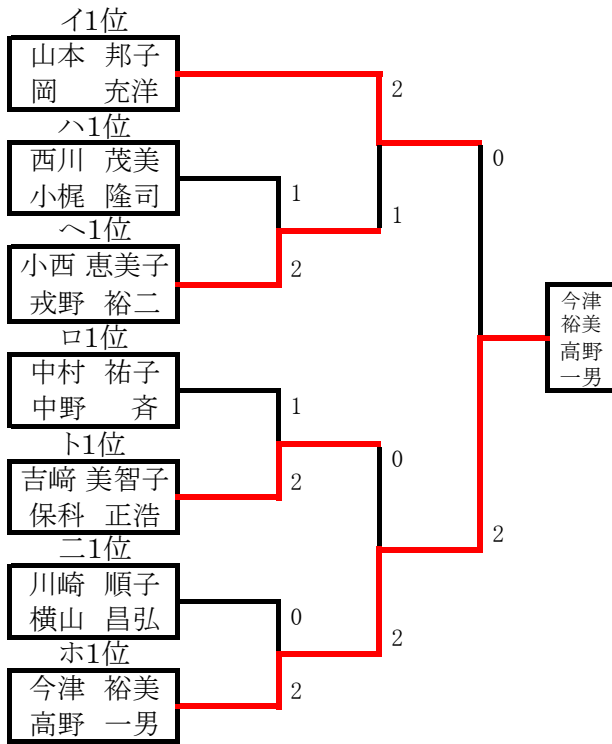 イ1位
山本 邦子
岡 充洋
2
ハ1位
0
西川 茂美
小梶 隆司
1
1
ヘ1位
小西 恵美子
2
戎野 裕二
今津
裕美
高野
一男
ロ1位
中村 祐子
中野 斉
1
0
ト1位
吉﨑 美智子
2
保科 正浩
2
ニ1位
川崎 順子
横山 昌弘
0
2
ホ1位
今津 裕美
2
高野 一男